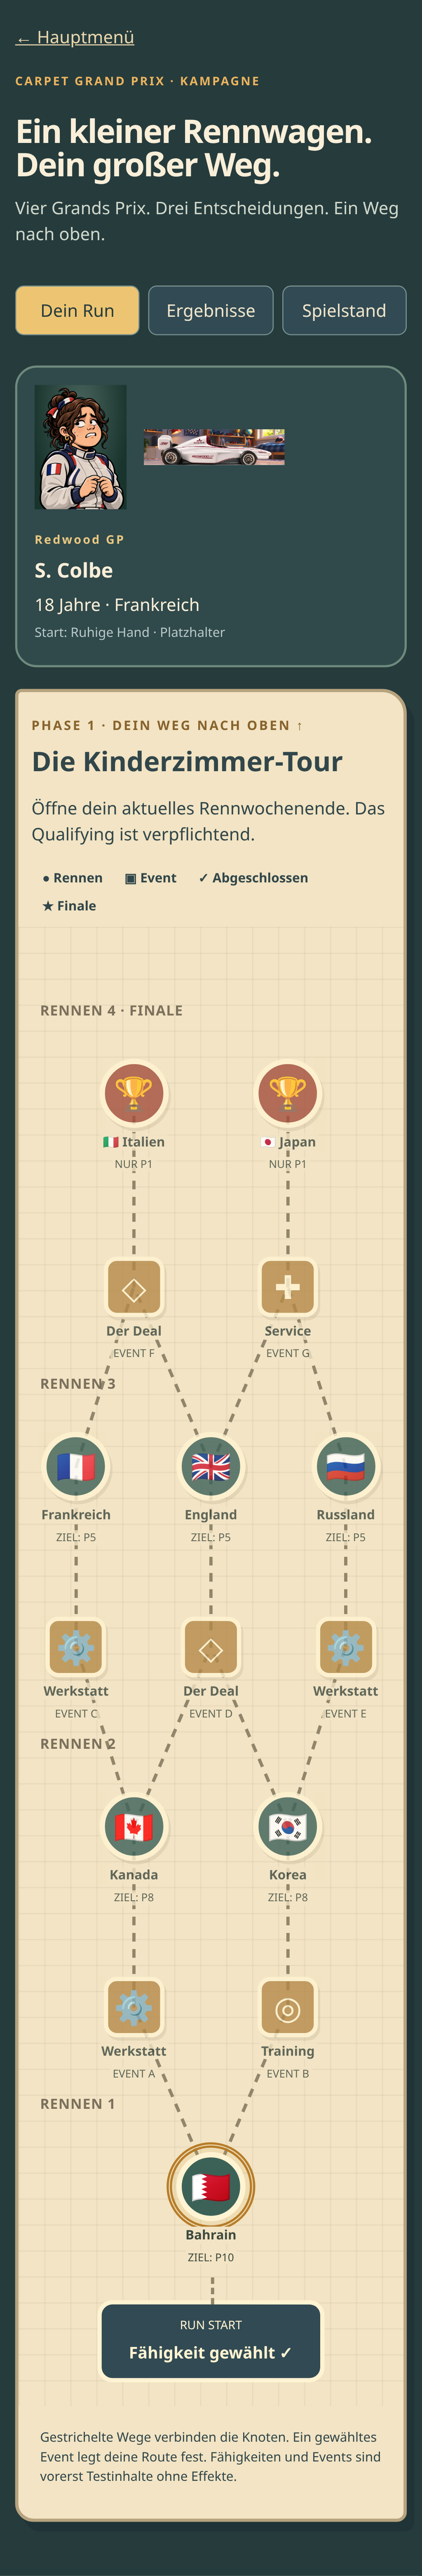 ← Hauptmenü
CARPET GRAND PRIX · KAMPAGNE
Ein kleiner Rennwagen.
Dein großer Weg.
Vier Grands Prix. Drei Entscheidungen. Ein Weg
nach oben.
Dein Run
Ergebnisse
Spielstand
Redwood GP
S. Colbe
18 Jahre · Frankreich
Start: Ruhige Hand · Platzhalter
PHASE 1 · DEIN WEG NACH OBEN ↑
Die Kinderzimmer-Tour
Öffne dein aktuelles Rennwochenende. Das
Qualifying ist verpflichtend.
● Rennen ▣ Event ✓ Abgeschlossen
★ Finale
RENNEN 4 · FINALE
Italien Japan
NUR P1 NUR P1
Der Deal Service
EVENT F EVENT G
RENNEN 3
Frankreich England Russland
ZIEL: P5 ZIEL: P5 ZIEL: P5
Werkstatt Der Deal Werkstatt
EVENT C EVENT D EVENT E
RENNEN 2
Kanada Korea
ZIEL: P8 ZIEL: P8
Werkstatt Training
EVENT A EVENT B
RENNEN 1
Bahrain
ZIEL: P10
RUN START
Fähigkeit gewählt ✓
Gestrichelte Wege verbinden die Knoten. Ein gewähltes
Event legt deine Route fest. Fähigkeiten und Events sind
vorerst Testinhalte ohne Effekte.